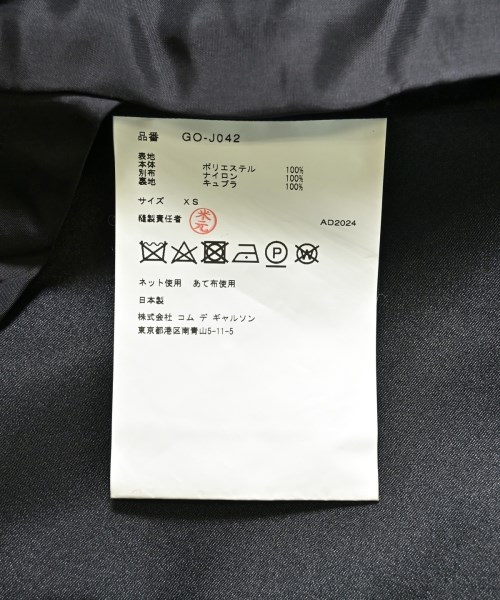 品番 GO-J042
表地
本体 ポリエステル 100%
別布 ナイロン 100%
裏地 キュプラ 100%
サイズ XS
縫製責任者 米元
AD2024
P W
ネット使用 あて布使用
日本製
株式会社 コム デ ギャルソン
東京都港区南青山5-11-5